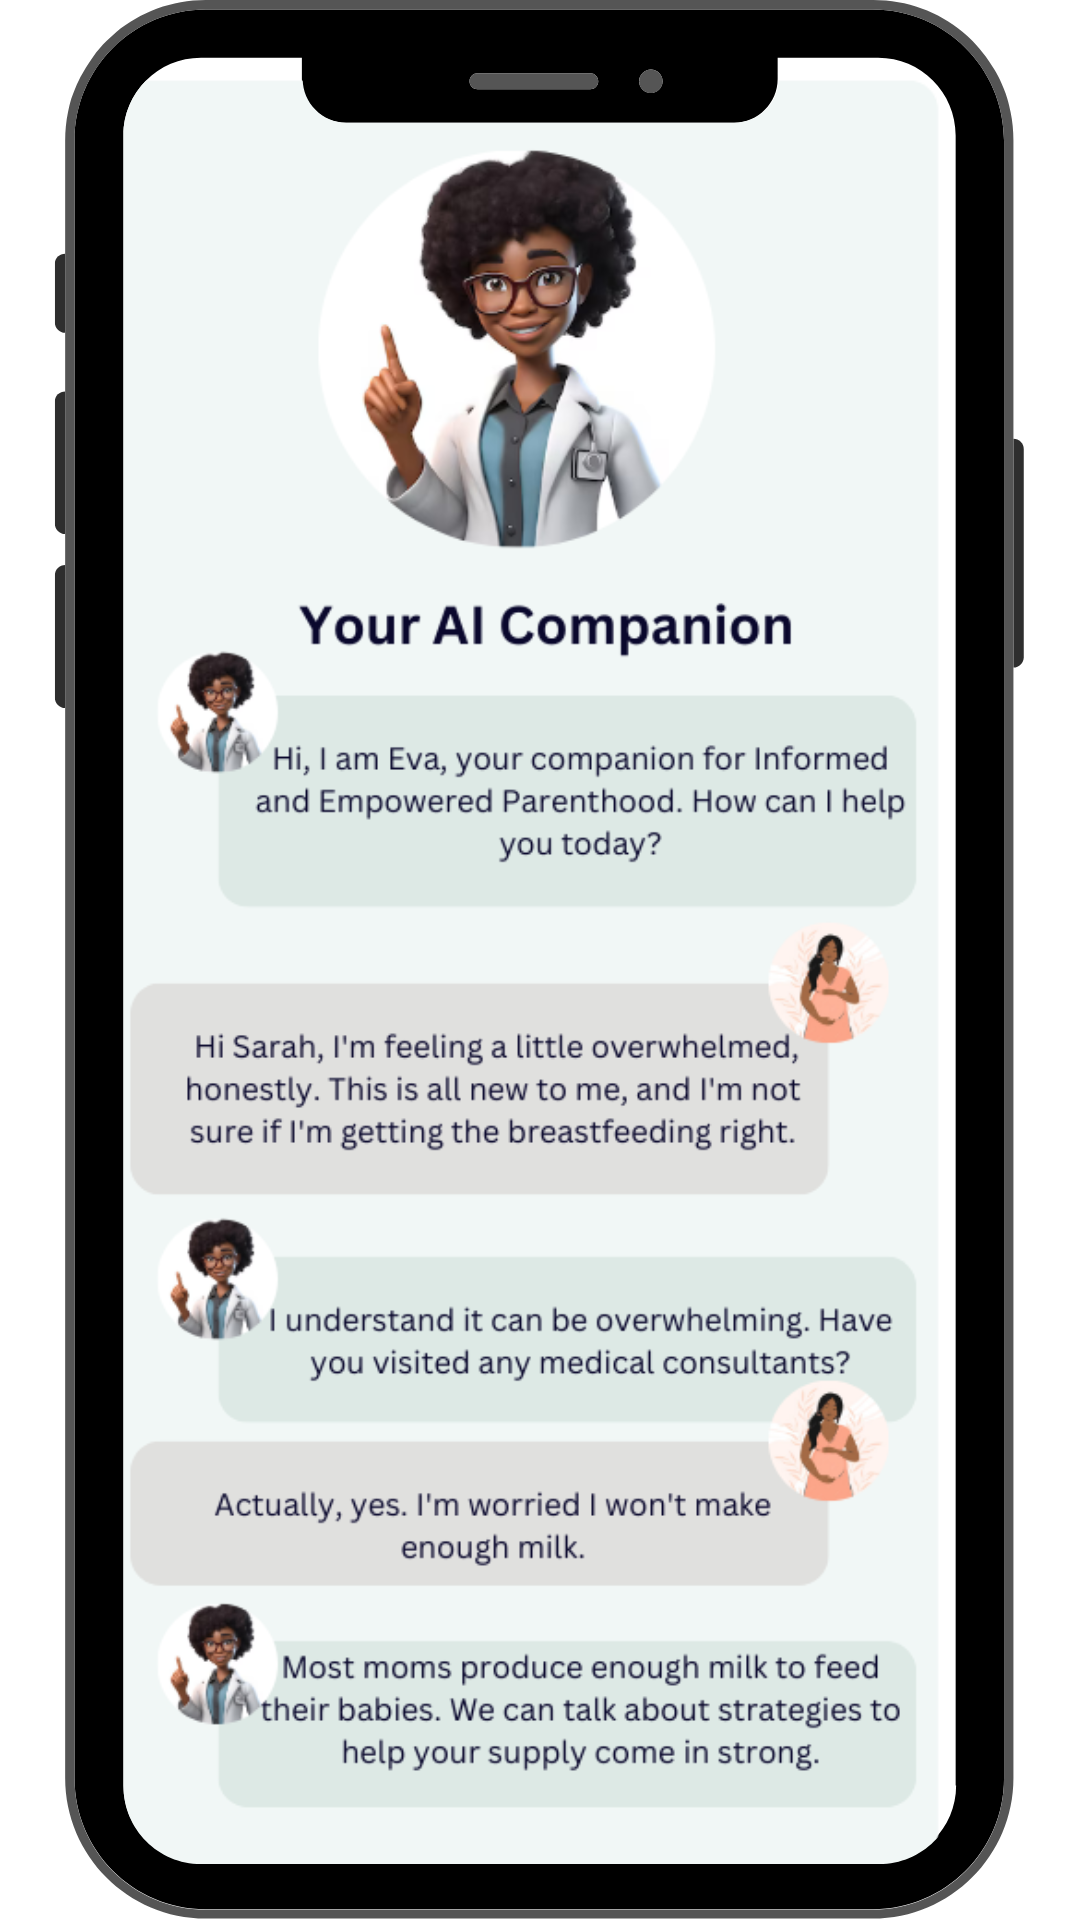 Your AI Companion
Hi, I am Eva, your companion for Informed
and Empowered Parenthood. How can I help
you today?
Hi Sarah, I'm feeling a little overwhelmed,
honestly. This is all new to me, and I'm not
sure if I'm getting the breastfeeding right.
I understand it can be overwhelming. Have
you visited any medical consultants?
Actually, yes. I'm worried I won't make
enough milk.
Most moms produce enough milk to feed
their babies. We can talk about strategies to
help your supply come in strong.